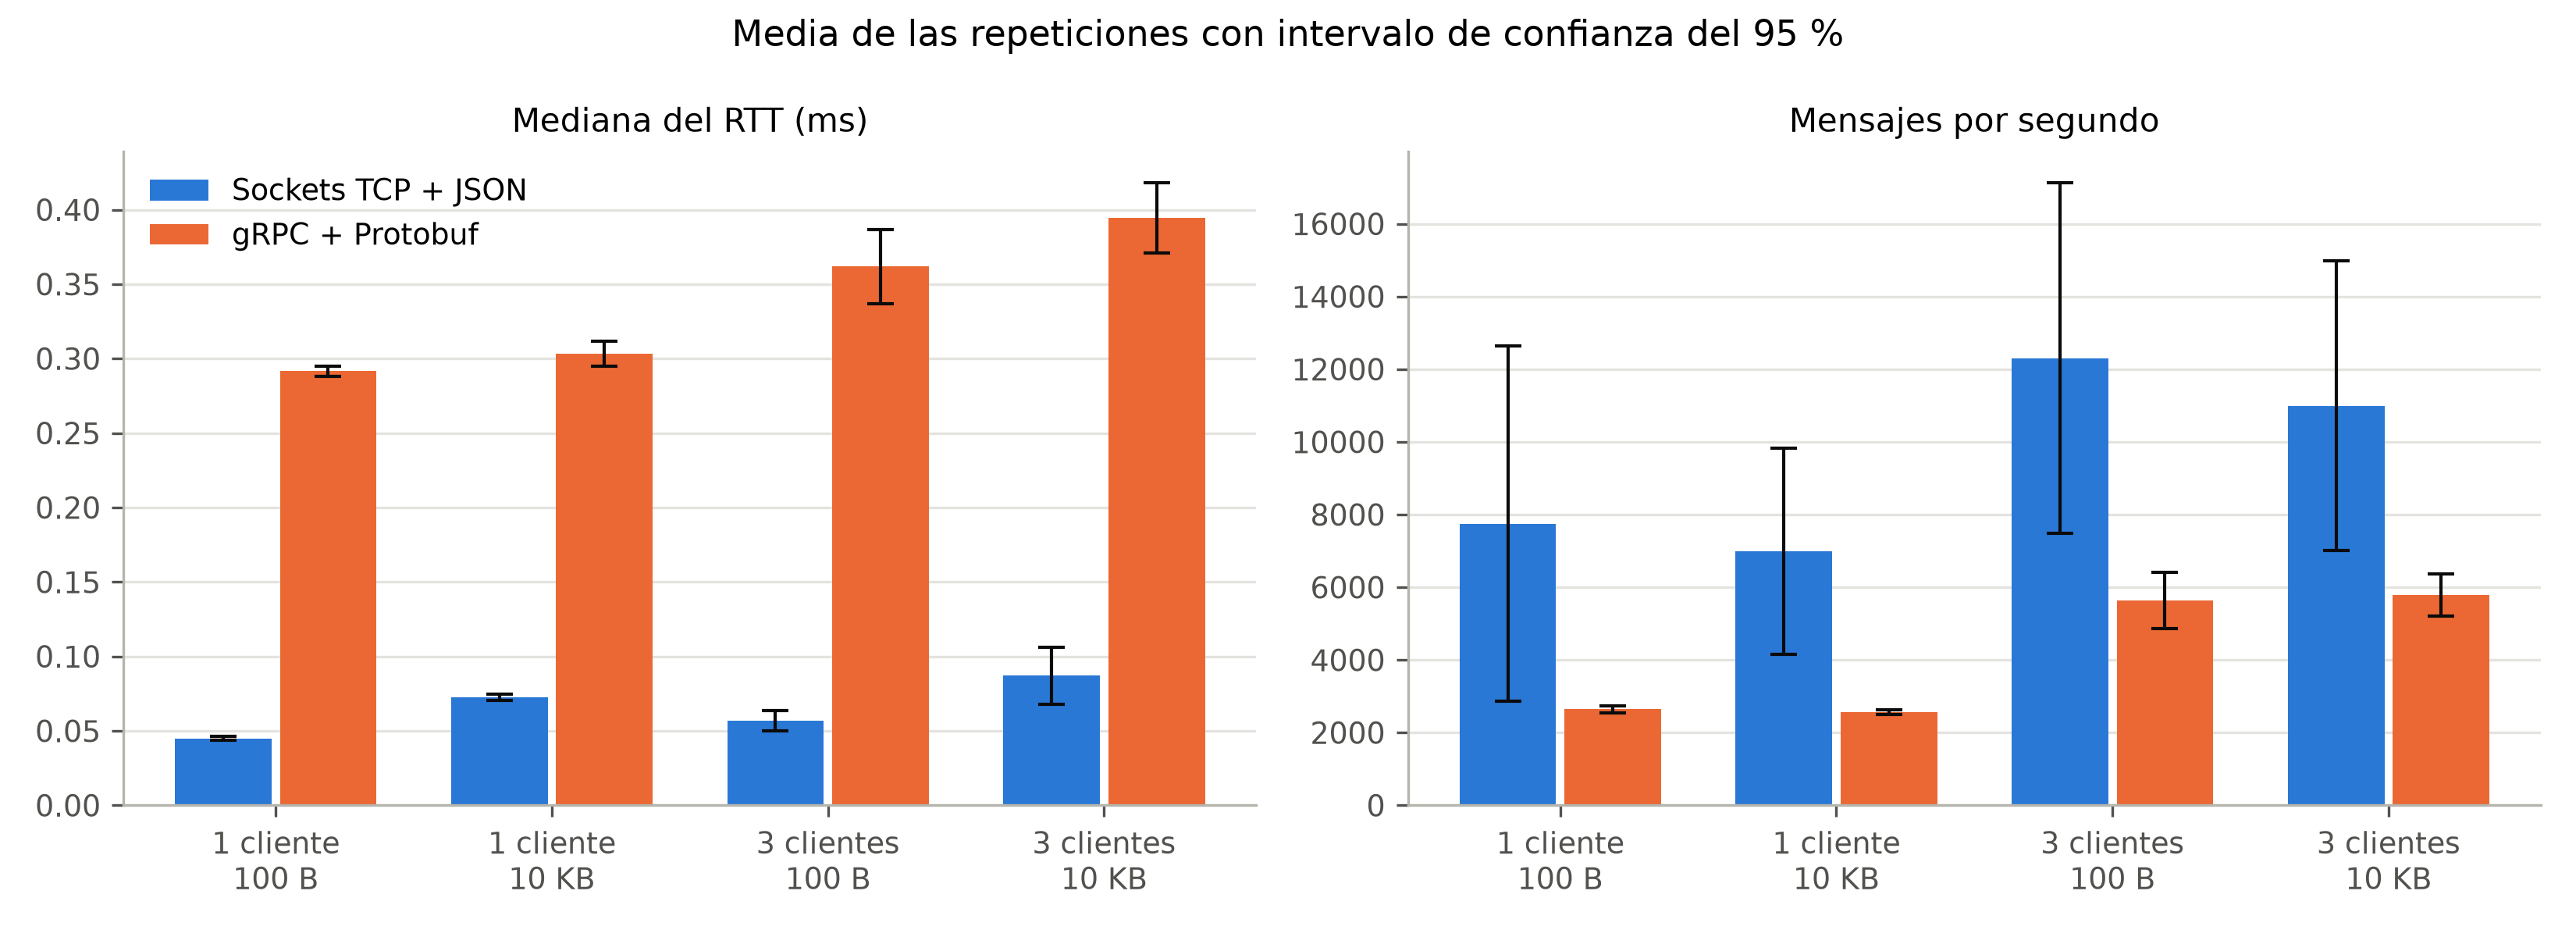 Media de las repeticiones con intervalo de confianza del 95 %
Mediana del RTT (ms)
Sockets TCP + JSON
gRPC + Protobuf
0.40
0.35
0.30
0.25
0.20
0.15
0.10
0.05
0.00
1 cliente
100 B
1 cliente
10 KB
3 clientes
100 B
3 clientes
10 KB
Mensajes por segundo
16000
14000
12000
10000
8000
6000
4000
2000
0
1 cliente
100 B
1 cliente
10 KB
3 clientes
100 B
3 clientes
10 KB